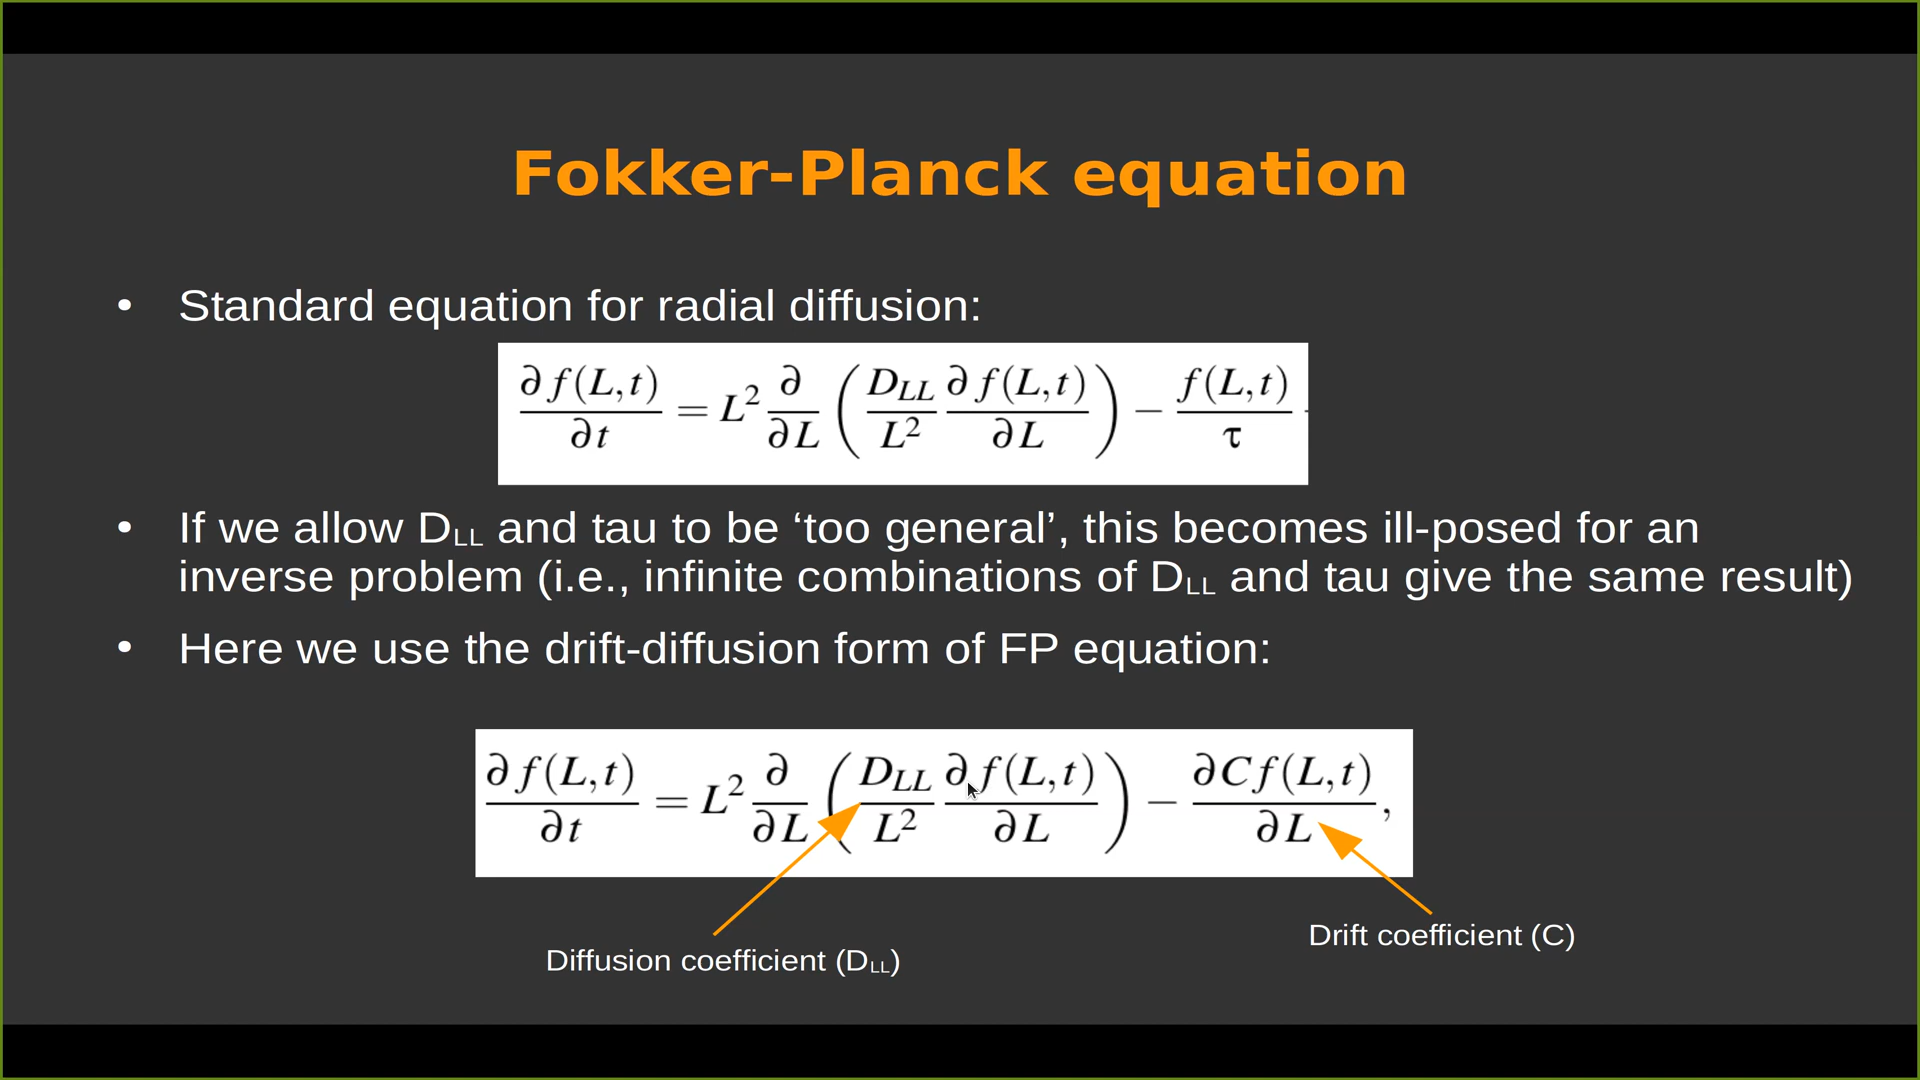 Fokker-Planck equation
• Standard equation for radial diffusion:
∂f(L,t)/∂t = L² ∂/∂L (D_LL/L² ∂f(L,t)/∂L) − f(L,t)/τ
• If we allow D_LL and tau to be ‘too general’, this becomes ill-posed for an
inverse problem (i.e., infinite combinations of D_LL and tau give the same result)
• Here we use the drift-diffusion form of FP equation:
∂f(L,t)/∂t = L² ∂/∂L (D_LL/L² ∂f(L,t)/∂L) − ∂Cf(L,t)/∂L,
Drift coefficient (C)
Diffusion coefficient (D_LL)